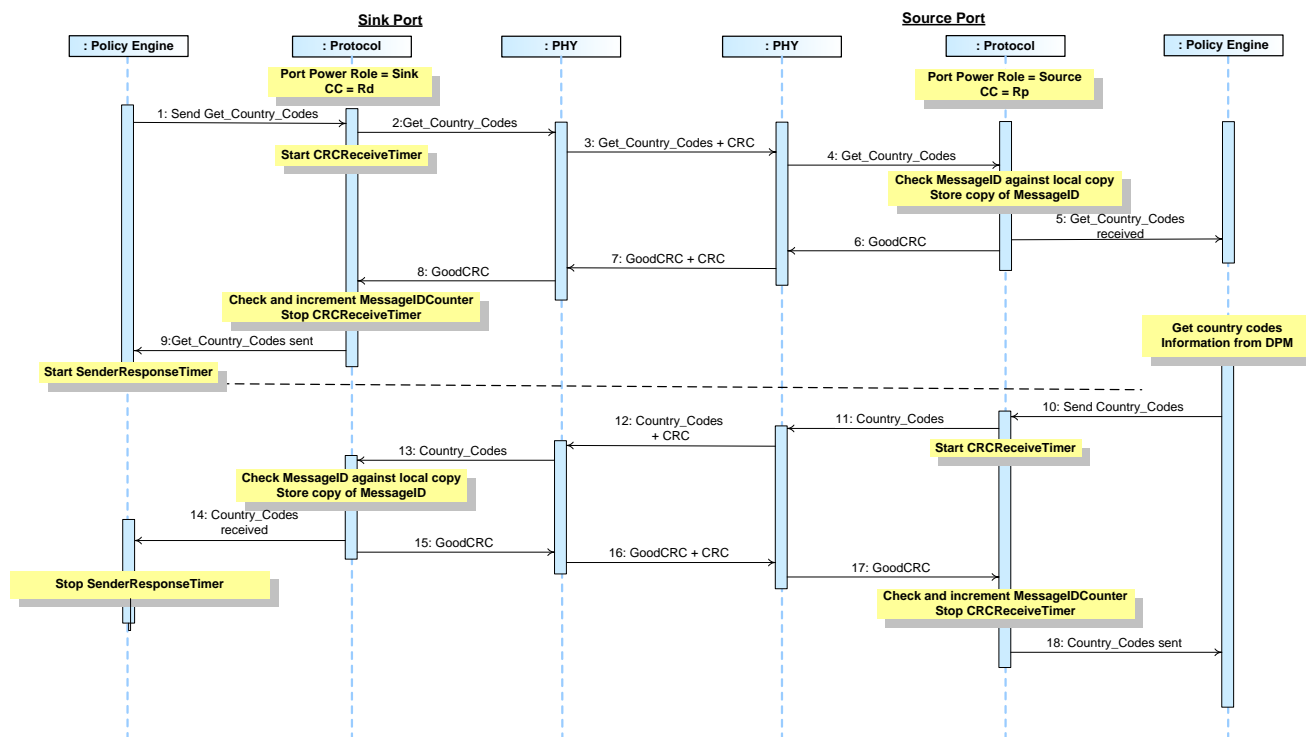 Sink Port
Source Port
: Policy Engine
: Protocol
: PHY
: PHY
: Protocol
: Policy Engine
Port Power Role = Sink
CC = Rd
Port Power Role = Source
CC = Rp
1: Send Get_Country_Codes
2:Get_Country_Codes
Start CRCReceiveTimer
3: Get_Country_Codes + CRC
4: Get_Country_Codes
Check MessageID against local copy
Store copy of MessageID
5: Get_Country_Codes
received
6: GoodCRC
7: GoodCRC + CRC
8: GoodCRC
Check and increment MessageIDCounter
Stop CRCReceiveTimer
9:Get_Country_Codes sent
Start SenderResponseTimer
Get country codes
Information from DPM
10: Send Country_Codes
11: Country_Codes
Start CRCReceiveTimer
12: Country_Codes
+ CRC
13: Country_Codes
Check MessageID against local copy
Store copy of MessageID
14: Country_Codes
received
15: GoodCRC
16: GoodCRC + CRC
17: GoodCRC
Stop SenderResponseTimer
Check and increment MessageIDCounter
Stop CRCReceiveTimer
18: Country_Codes sent